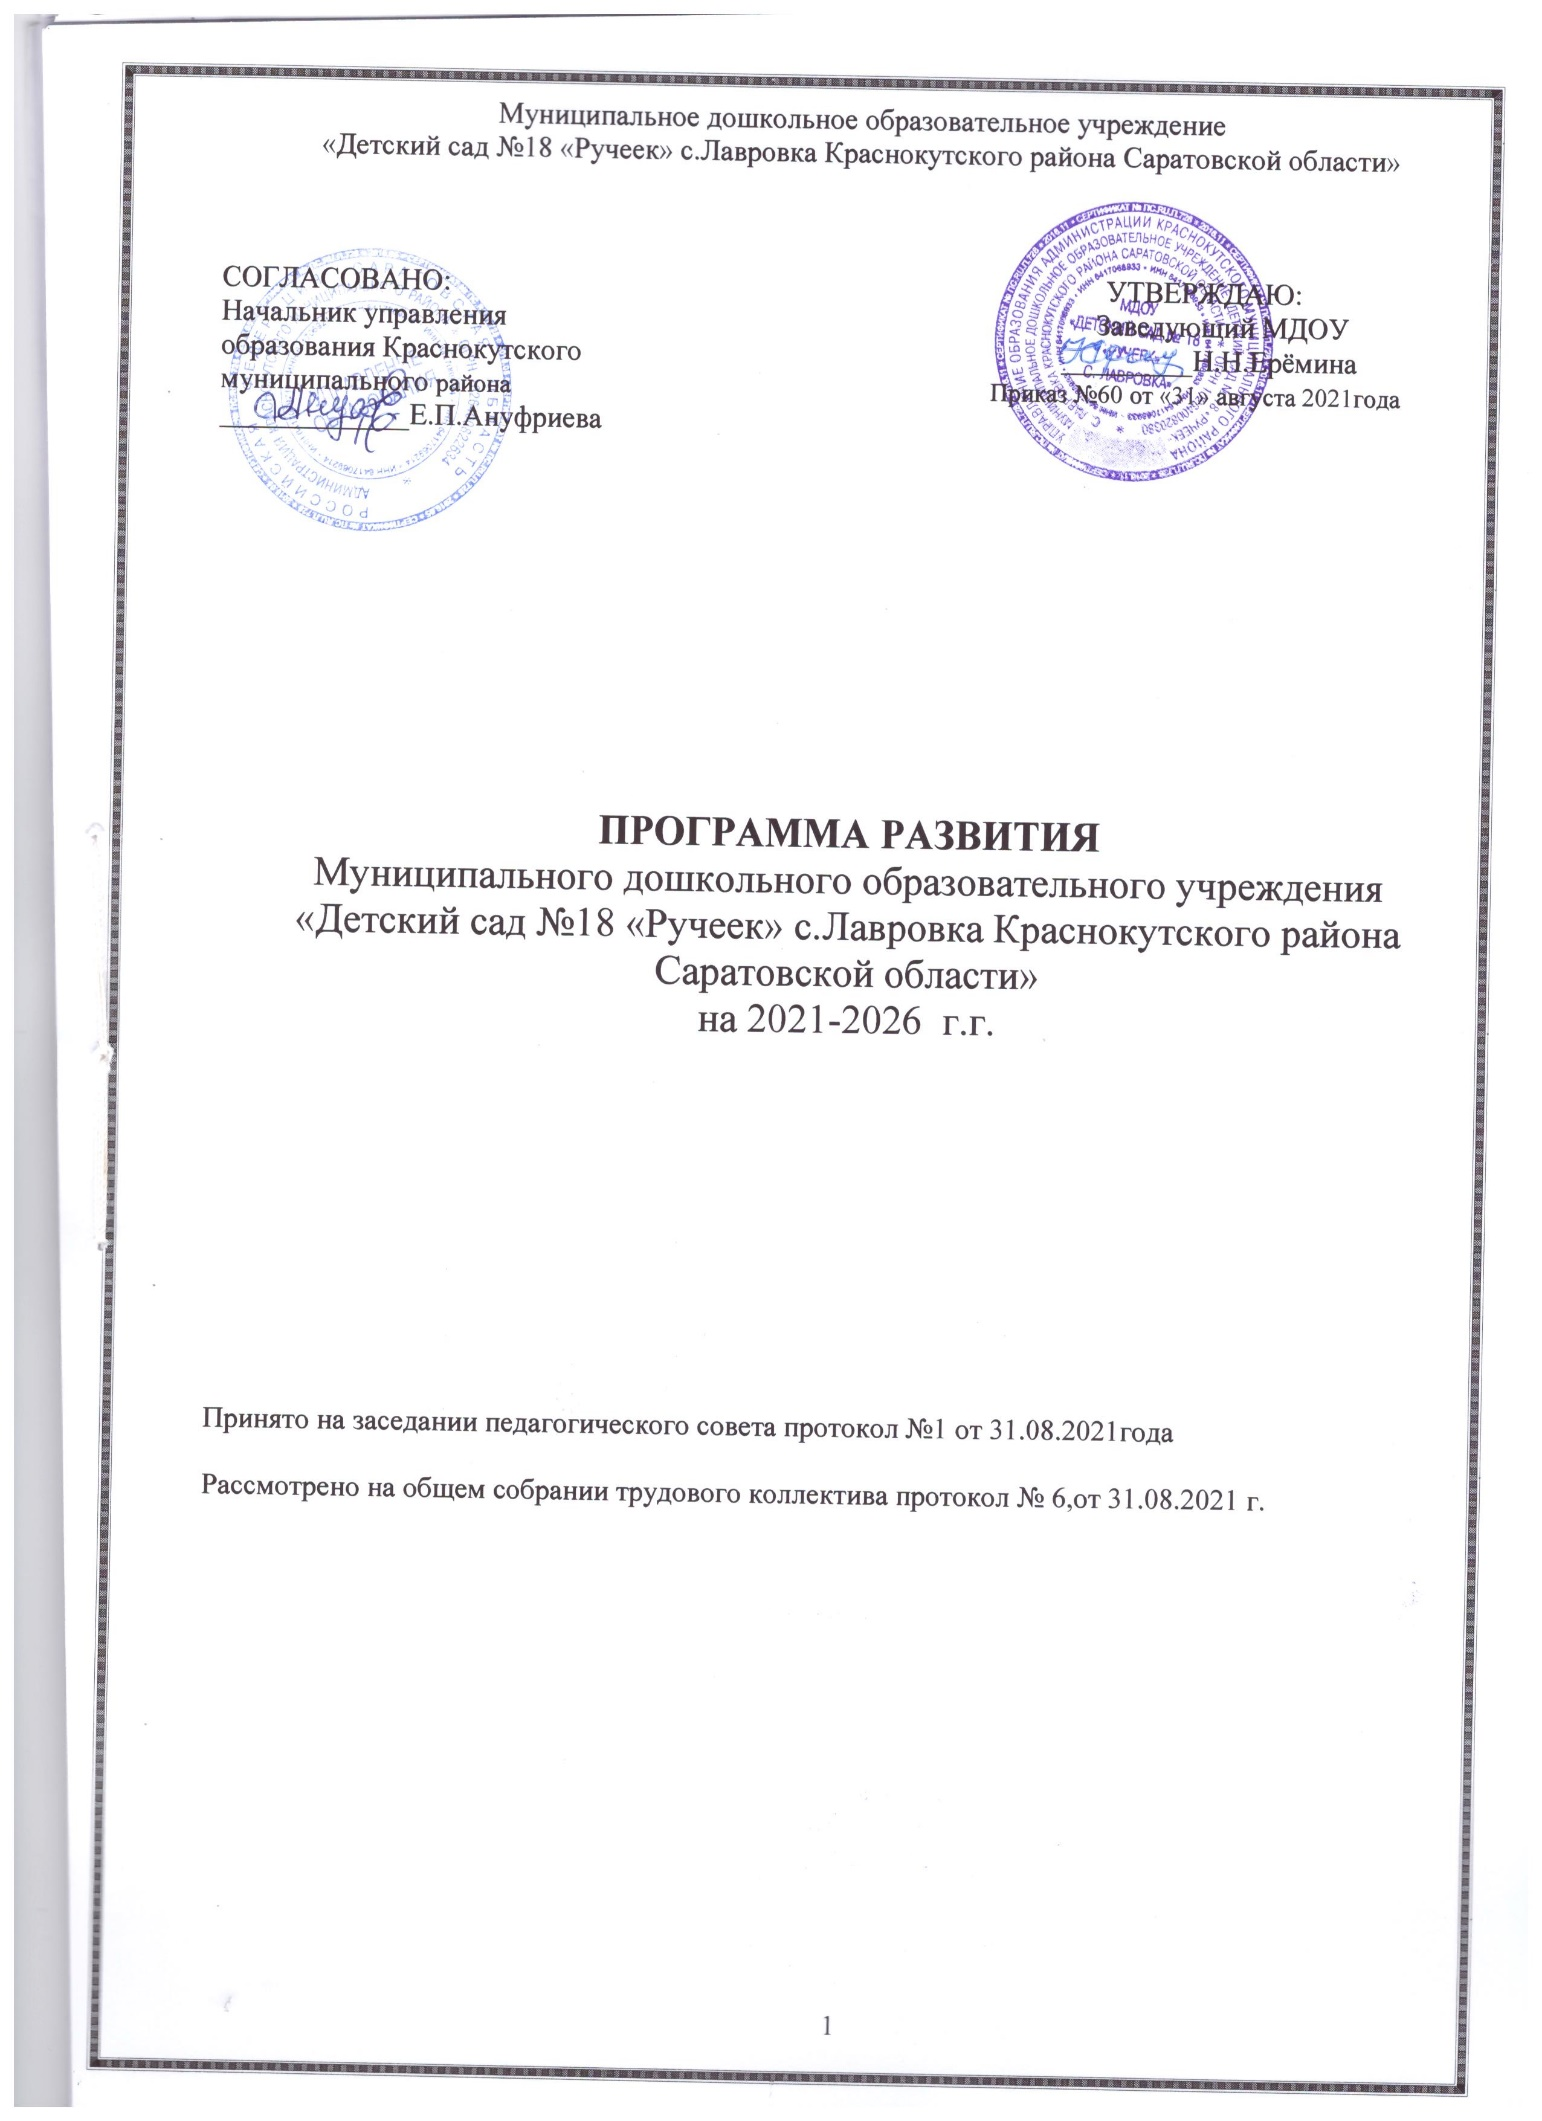 Муниципальное дошкольное образовательное учреждение
«Детский сад №18 «Ручеек» с.Лавровка Краснокутского района Саратовской области»
СОГЛАСОВАНО:
Начальник управления
образования Краснокутского
муниципального района
Е.П.Ануфриева
УТВЕРЖДАЮ:
Заведующий МДОУ
Н.Н.Ерёмина
Приказ №60 от «31» августа 2021года
МДОУ
С. ЛАВРОВКА»
ПРОГРАММА РАЗВИТИЯ
Муниципального дошкольного образовательного учреждения
«Детский сад №18 «Ручеек» с.Лавровка Краснокутского района
Саратовской области»
на 2021-2026 г.г.
Принято на заседании педагогического совета протокол №1 от 31.08.2021года
Рассмотрено на общем собрании трудового коллектива протокол № 6,от 31.08.2021 г.
1